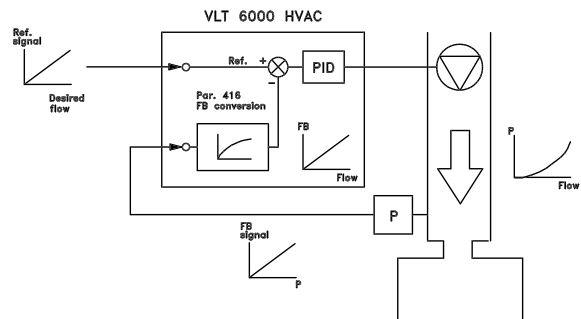 VLT 6000 HVAC
Ref.
signal
Desired
flow
Ref.
+
−
PID
Par. 416
FB conversion
FB
Flow
P
Flow
P
FB
signal
P